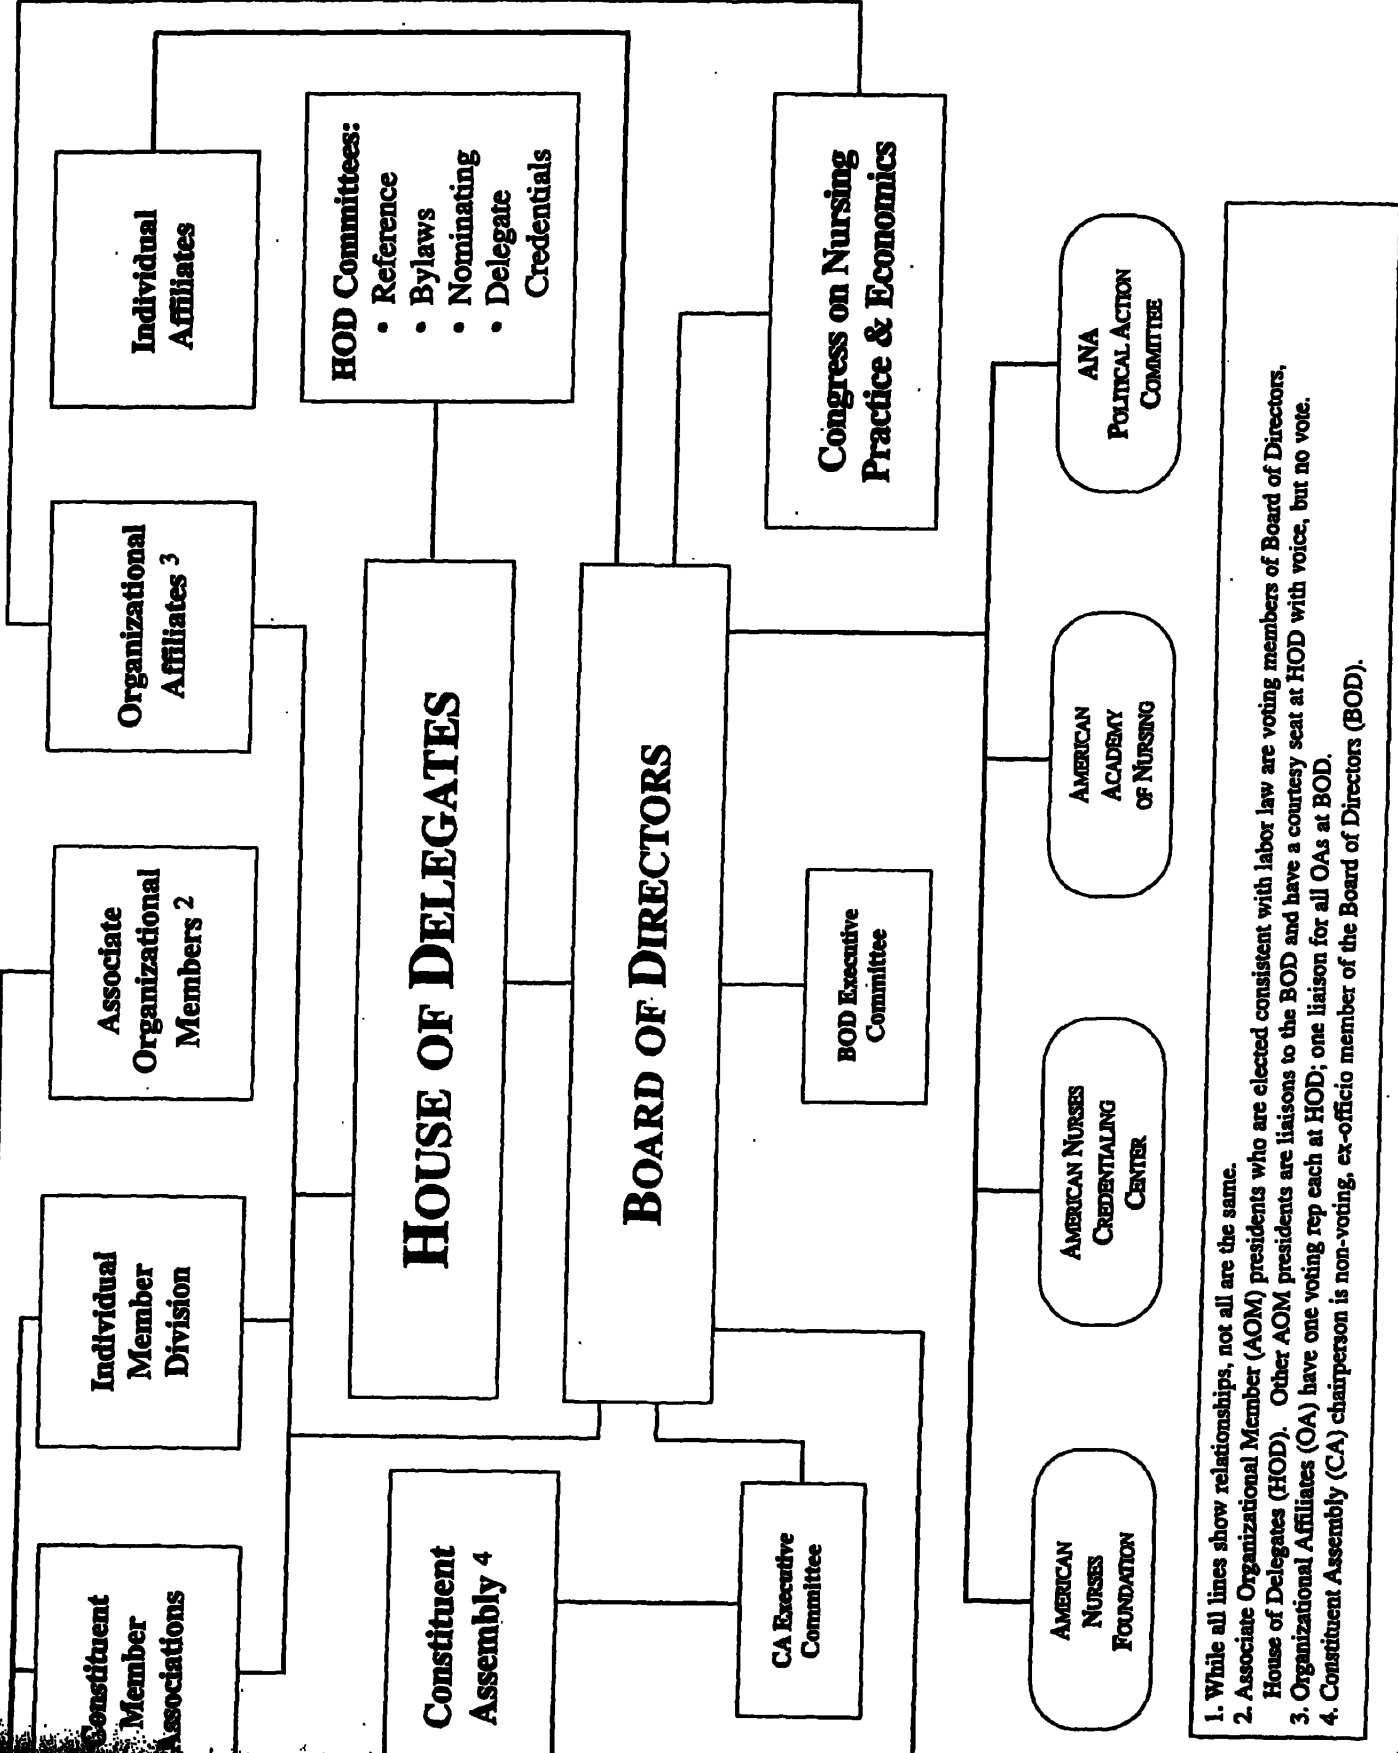 Constituent
Member
Associations
Individual
Member
Division
Associate
Organizational
Members 2
Organizational
Affiliates 3
Individual
Affiliates
HOUSE OF DELEGATES
HOD Committees:
• Reference
• Bylaws
• Nominating
• Delegate
Credentials
Constituent
Assembly 4
BOARD OF DIRECTORS
CA Executive
Committee
BOD Executive
Committee
Congress on Nursing
Practice & Economics
AMERICAN
NURSES
FOUNDATION
AMERICAN NURSES
CREDENTIALING
CENTER
AMERICAN
ACADEMY
OF NURSING
ANA
POLITICAL ACTION
COMMITTEE
1. While all lines show relationships, not all are the same.
2. Associate Organizational Member (AOM) presidents who are elected consistent with labor law are voting members of Board of Directors,
House of Delegates (HOD). Other AOM presidents are liaisons to the BOD and have a courtesy seat at HOD with voice, but no vote.
3. Organizational Affiliates (OA) have one voting rep each at HOD; one liaison for all OAs at BOD.
4. Constituent Assembly (CA) chairperson is non-voting, ex-officio member of the Board of Directors (BOD).